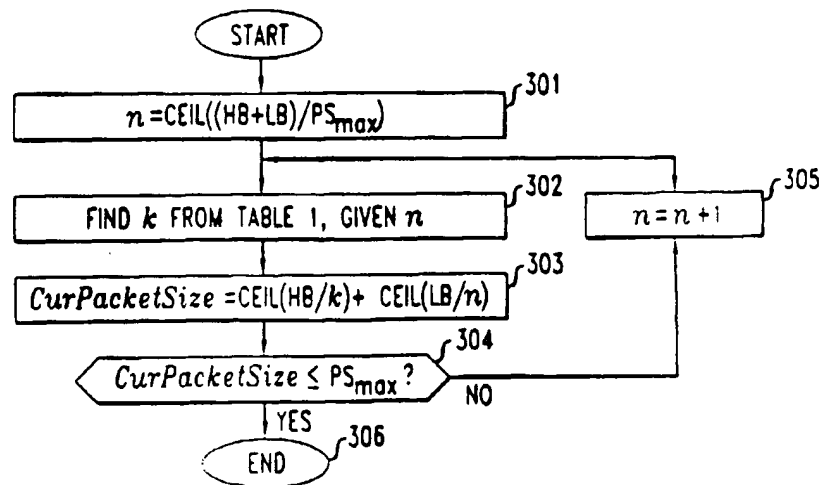 START
301
n=CEIL((HB+LB)/PSmax)
302
FIND k FROM TABLE 1, GIVEN n
305
n=n+1
303
CurPacketSize=CEIL(HB/k)+ CEIL(LB/n)
304
CurPacketSize ≤ PSmax?
NO
YES
306
END